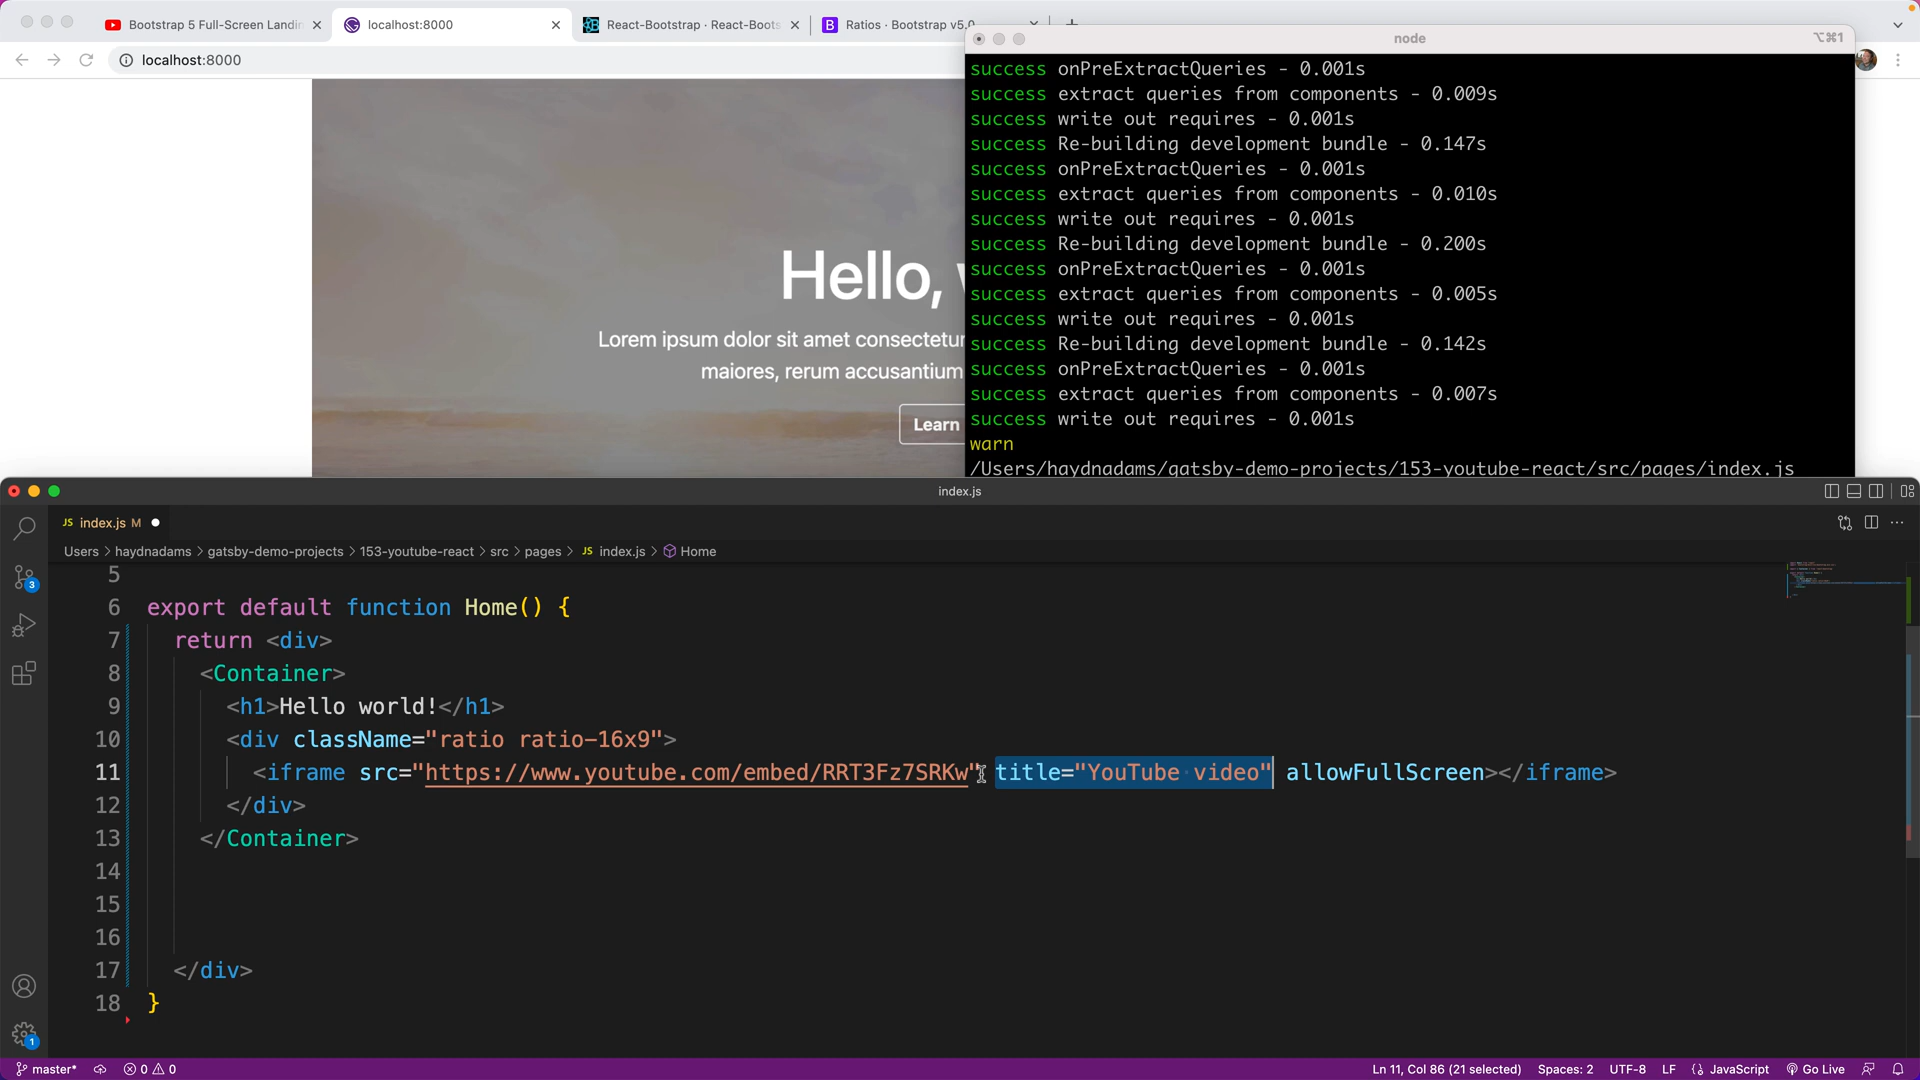 Bootstrap 5 Full-Screen Landin
localhost:8000
React-Bootstrap · React-Boots
Ratios · Bootstrap v5.0
localhost:8000
Hello,
Lorem ipsum dolor sit amet consectetur
maiores, rerum accusantium
Learn
node
⌥⌘1
success onPreExtractQueries - 0.001s
success extract queries from components - 0.009s
success write out requires - 0.001s
success Re-building development bundle - 0.147s
success onPreExtractQueries - 0.001s
success extract queries from components - 0.010s
success write out requires - 0.001s
success Re-building development bundle - 0.200s
success onPreExtractQueries - 0.001s
success extract queries from components - 0.005s
success write out requires - 0.001s
success Re-building development bundle - 0.142s
success onPreExtractQueries - 0.001s
success extract queries from components - 0.007s
success write out requires - 0.001s
warn
/Users/haydnadams/gatsby-demo-projects/153-youtube-react/src/pages/index.js
index.js
JS index.js M
Users > haydnadams > gatsby-demo-projects > 153-youtube-react > src > pages > JS index.js > Home
5
6 export default function Home() {
7 return <div>
8 <Container>
9 <h1>Hello world!</h1>
10 <div className="ratio ratio-16x9">
11 <iframe src="https://www.youtube.com/embed/RRT3Fz7SRKw" title="YouTube video" allowFullScreen></iframe>
12 </div>
13 </Container>
14
15
16
17 </div>
18 }
3
1
master* 0 0 Ln 11, Col 86 (21 selected) Spaces: 2 UTF-8 LF {} JavaScript Go Live